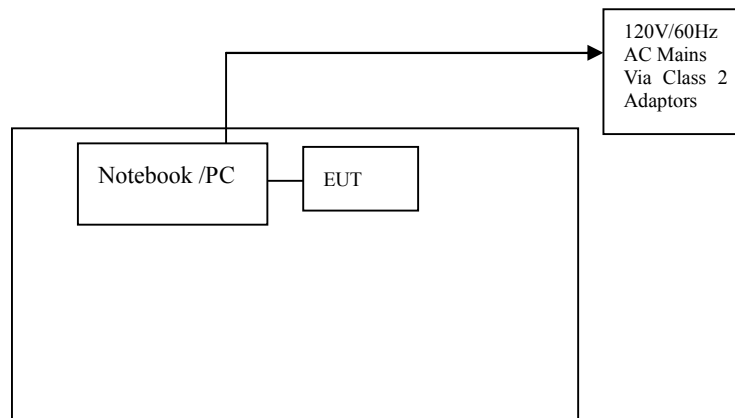 120V/60Hz
AC Mains
Via Class 2
Adaptors
Notebook /PC
EUT